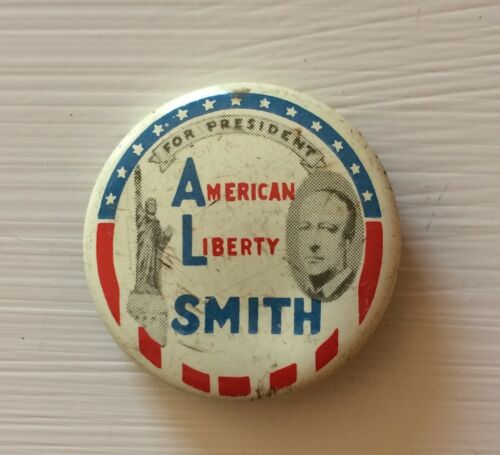 FOR PRESIDENT
AMERICAN
LIBERTY
SMITH